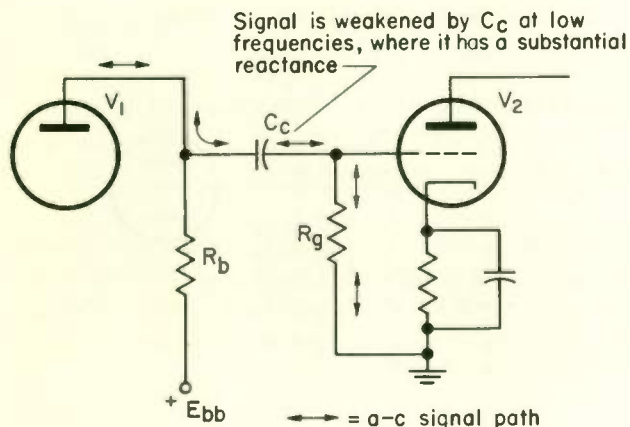 Signal is weakened by Cc at low
frequencies, where it has a substantial
reactance
V1
Cc
V2
Rb
Rg
+ Ebb
= a-c signal path